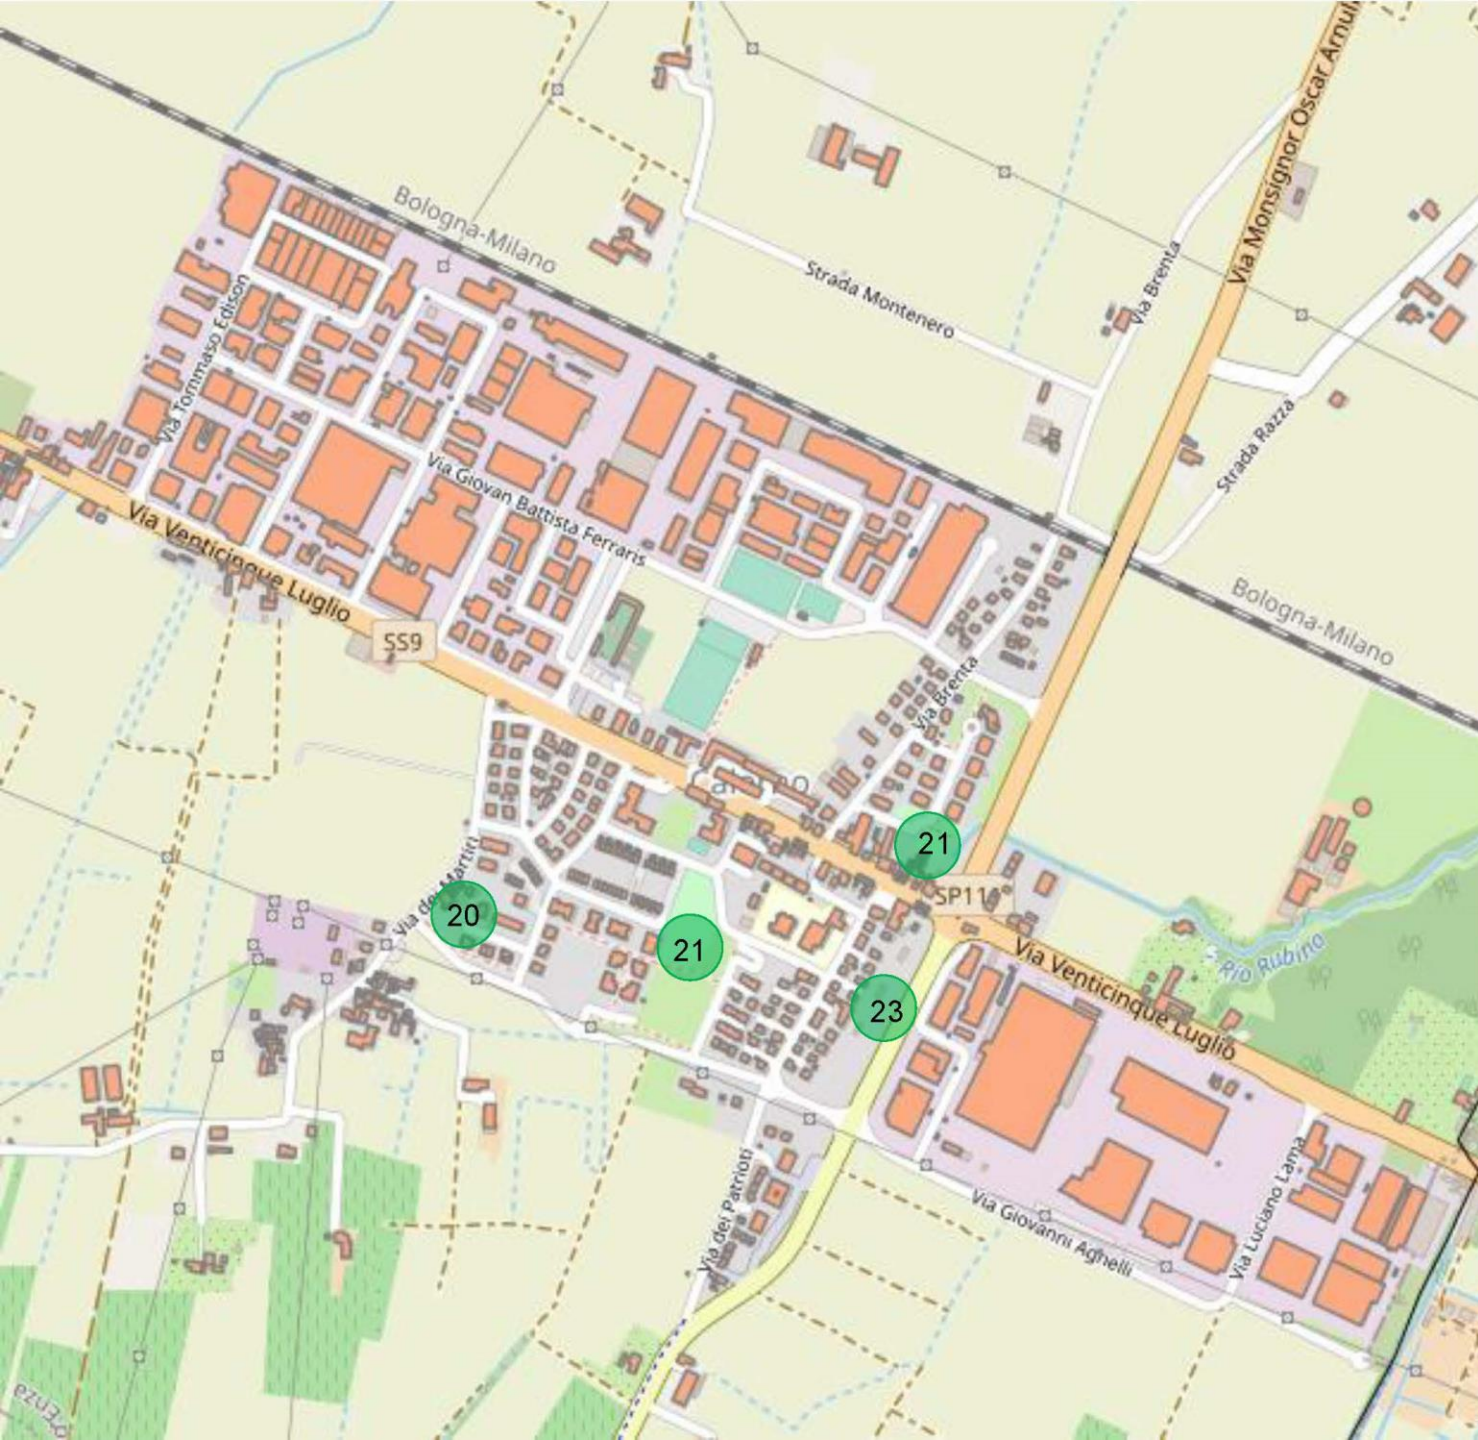 Via Monsignor Oscar Arnul
Bologna-Milano
Strada Montenero
Via Brenta
Via Tommaso Edison
Strada Razza
Via Giovan Battista Ferraris
Via Venticinque Luglio
SS9
Bologna-Milano
Via Brenta
21
SP11
Via dei Martiri
20
21
23
Via Venticinque Luglio
S. Rio Rubino
Via dei Patrioti
Via Giovanni Agnelli
Via Luciano Lama
Enza